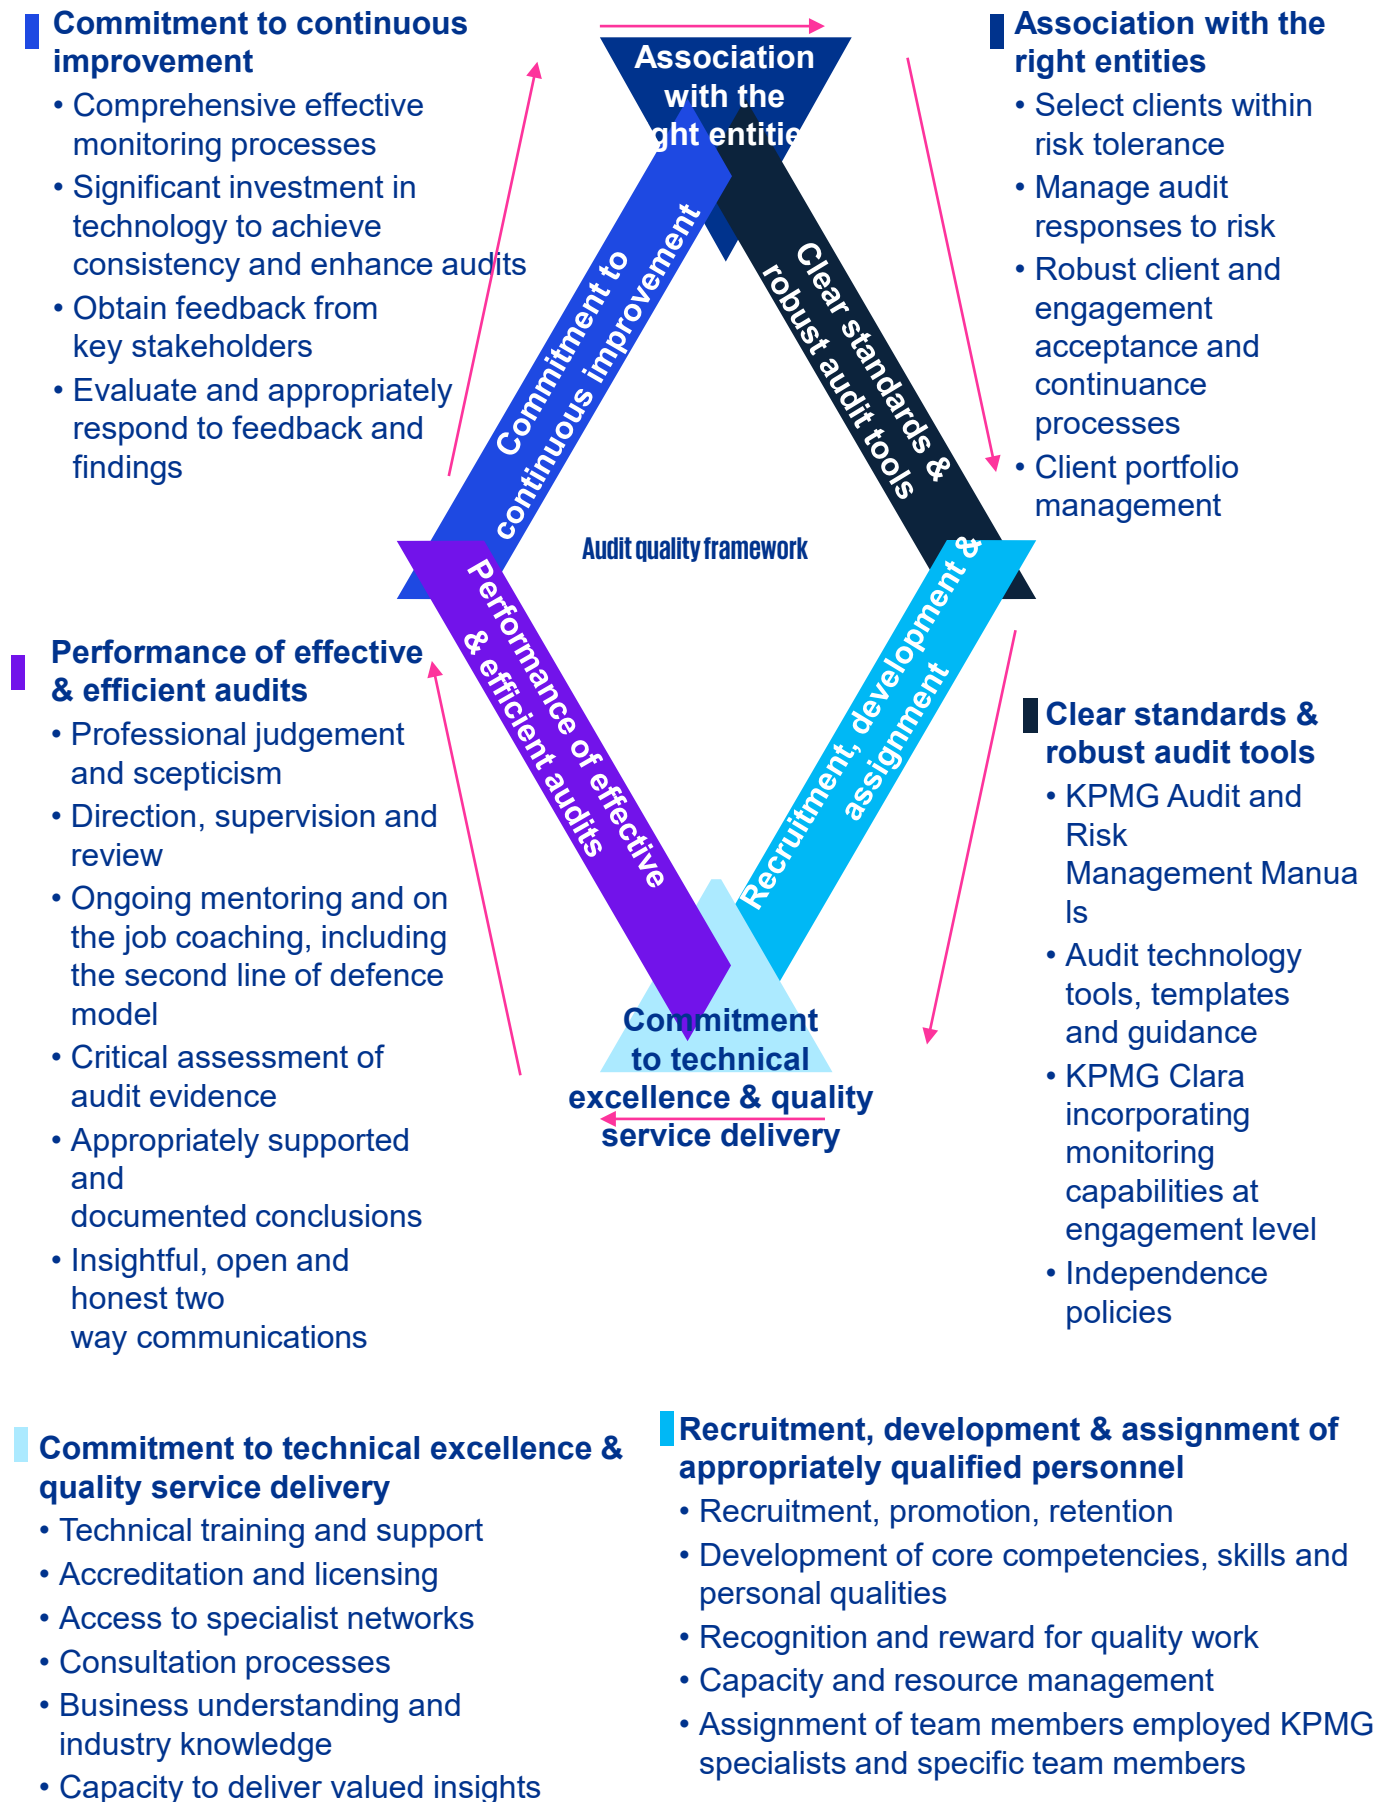 Commitment to continuous
improvement
• Comprehensive effective
monitoring processes
• Significant investment in
technology to achieve
consistency and enhance audits
• Obtain feedback from
key stakeholders
• Evaluate and appropriately
respond to feedback and
findings
Association
with the
ght entitie
Association with the
right entities
• Select clients within
risk tolerance
• Manage audit
responses to risk
• Robust client and
engagement
acceptance and
continuance
processes
• Client portfolio
management
Commitment to
continuous improvement
Clear standards &
robust audit tools
Audit quality framework
Performance of effective
& efficient audits
Recruitment, development &
assignment
Commitment
to technical
excellence & quality
service delivery
Performance of effective
& efficient audits
• Professional judgement
and scepticism
• Direction, supervision and
review
• Ongoing mentoring and on
the job coaching, including
the second line of defence
model
• Critical assessment of
audit evidence
• Appropriately supported
and
documented conclusions
• Insightful, open and
honest two
way communications
Clear standards &
robust audit tools
• KPMG Audit and
Risk
Management Manua
ls
• Audit technology
tools, templates
and guidance
• KPMG Clara
incorporating
monitoring
capabilities at
engagement level
• Independence
policies
Commitment to technical excellence &
quality service delivery
• Technical training and support
• Accreditation and licensing
• Access to specialist networks
• Consultation processes
• Business understanding and
industry knowledge
• Capacity to deliver valued insights
Recruitment, development & assignment of
appropriately qualified personnel
• Recruitment, promotion, retention
• Development of core competencies, skills and
personal qualities
• Recognition and reward for quality work
• Capacity and resource management
• Assignment of team members employed KPMG
specialists and specific team members